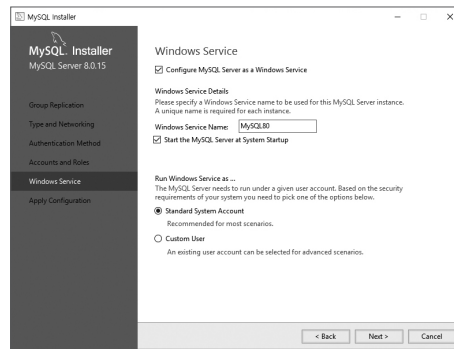 MySQL Installer
MySQL. Installer
MySQL Server 8.0.15
Group Replication
Type and Networking
Authentication Method
Accounts and Roles
Windows Service
Apply Configuration
Windows Service
Configure MySQL Server as a Windows Service
Windows Service Details
Please specify a Windows Service name to be used for this MySQL Server instance.
A unique name is required for each instance.
Windows Service Name: MySQL80
Start the MySQL Server at System Startup
Run Windows Service as ...
The MySQL Server needs to run under a given user account. Based on the security
requirements of your system you need to pick one of the options below.
Standard System Account
Recommended for most scenarios.
Custom User
An existing user account can be selected for advanced scenarios.
< Back
Next >
Cancel